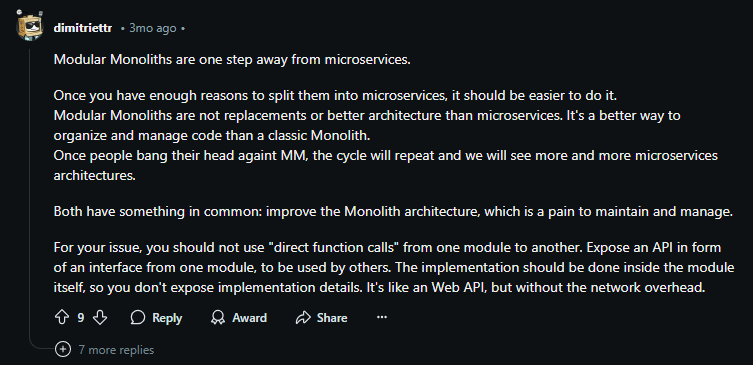 dimitriettr • 3mo ago •
Modular Monoliths are one step away from microservices.
Once you have enough reasons to split them into microservices, it should be easier to do it.
Modular Monoliths are not replacements or better architecture than microservices. It's a better way to
organize and manage code than a classic Monolith.
Once people bang their head againt MM, the cycle will repeat and we will see more and more microservices
architectures.
Both have something in common: improve the Monolith architecture, which is a pain to maintain and manage.
For your issue, you should not use "direct function calls" from one module to another. Expose an API in form
of an interface from one module, to be used by others. The implementation should be done inside the module
itself, so you don't expose implementation details. It's like an Web API, but without the network overhead.
9 Reply Award Share ···
7 more replies